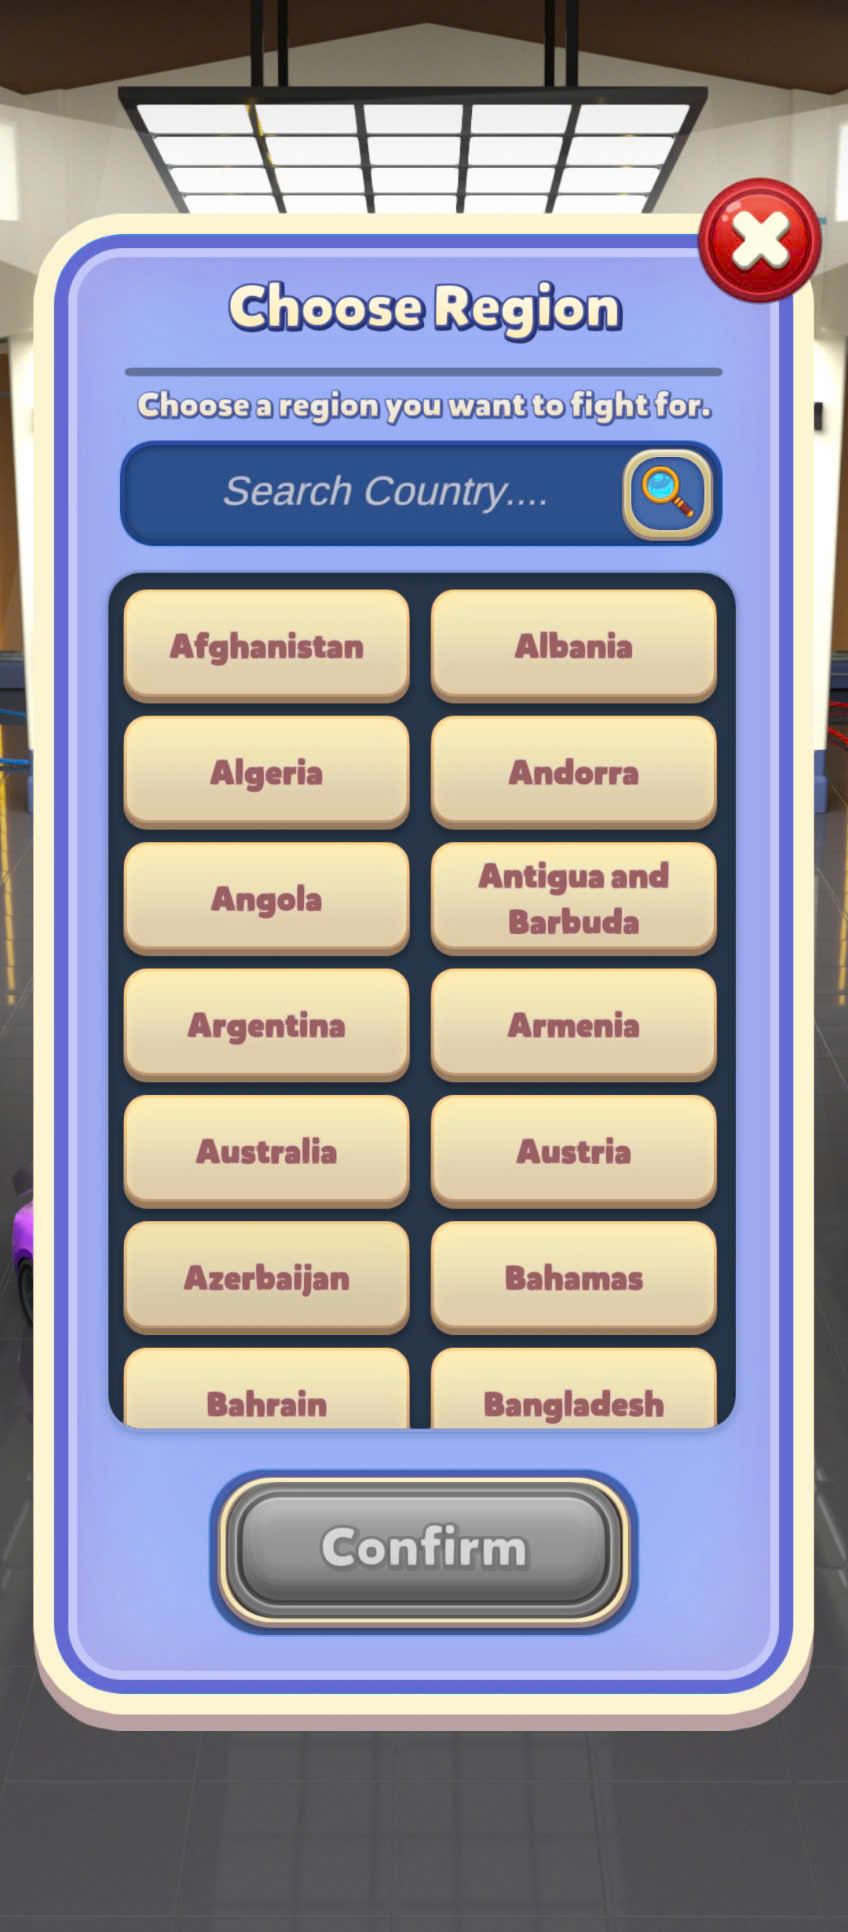 Choose Region
Choose a region you want to fight for.
Search Country....
Afghanistan
Albania
Algeria
Andorra
Angola
Antigua and
Barbuda
Argentina
Armenia
Australia
Austria
Azerbaijan
Bahamas
Bahrain
Bangladesh
Confirm